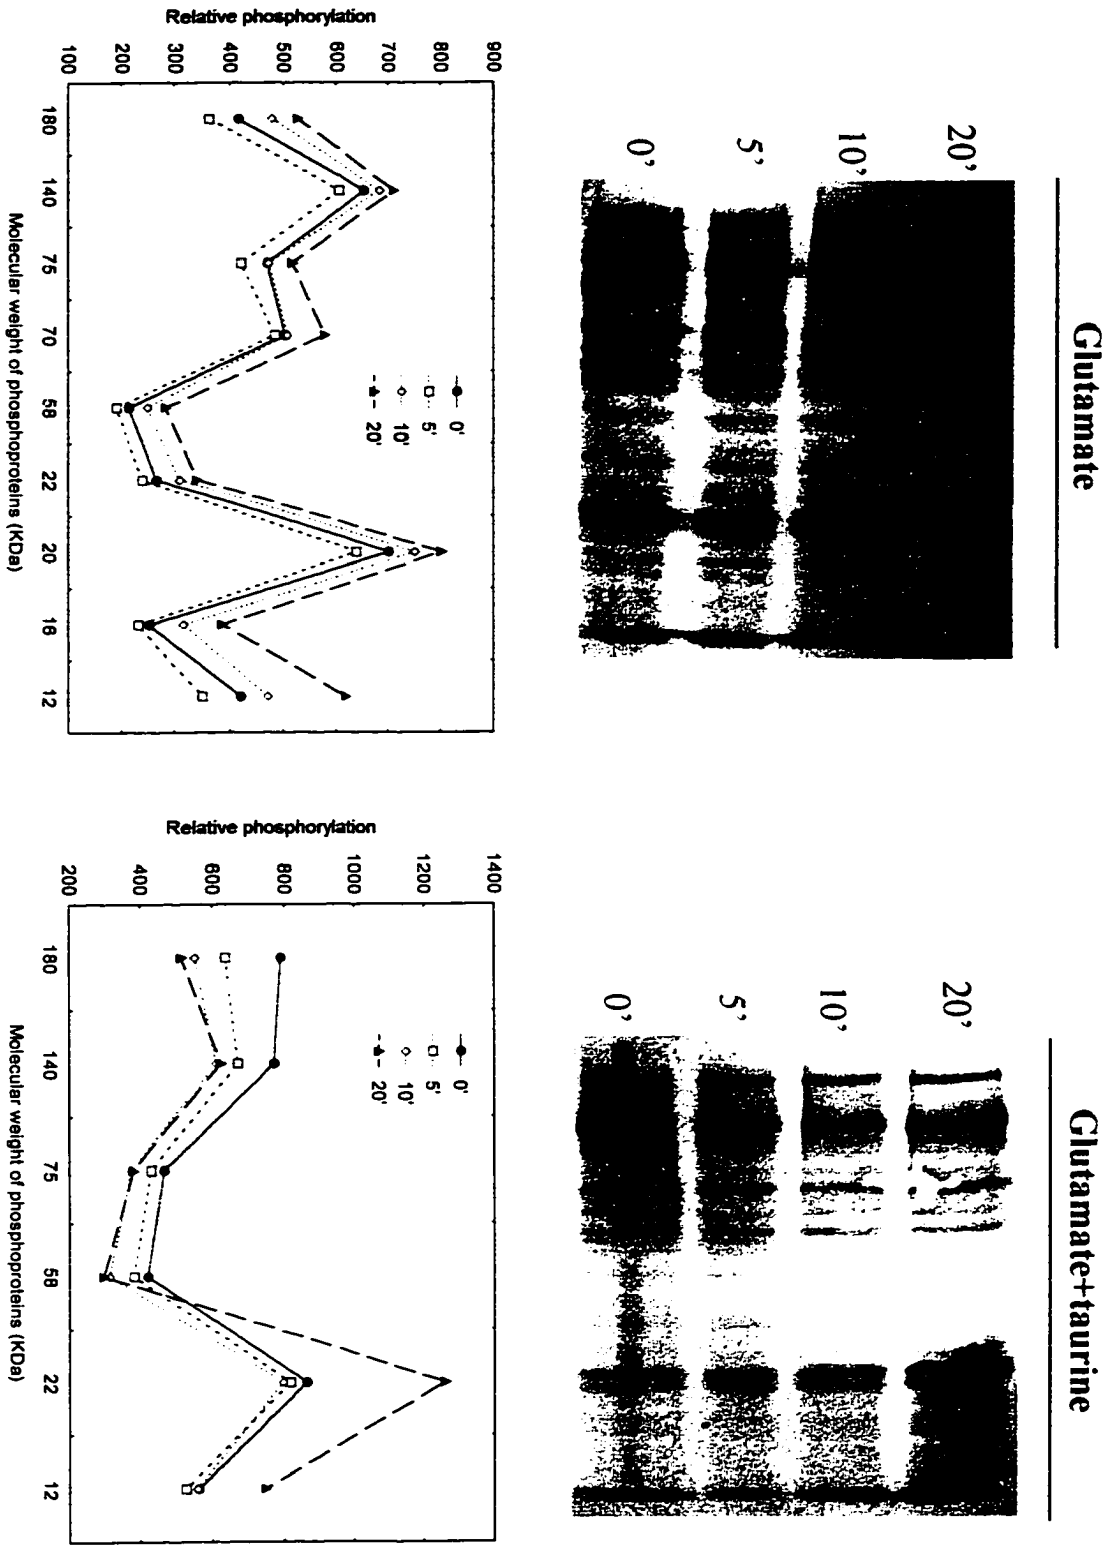 Glutamate
0' 5' 10' 20'
Relative phosphorylation
900
800
700
600
500
400
300
200
100
0'
5'
10'
20'
180 140 75 70 58 22 20 16 12
Molecular weight of phosphoproteins (KDa)
Glutamate+taurine
0' 5' 10' 20'
Relative phosphorylation
1400
1200
1000
800
600
400
200
0'
5'
10'
20'
180 140 75 58 22 12
Molecular weight of phosphoproteins (KDa)